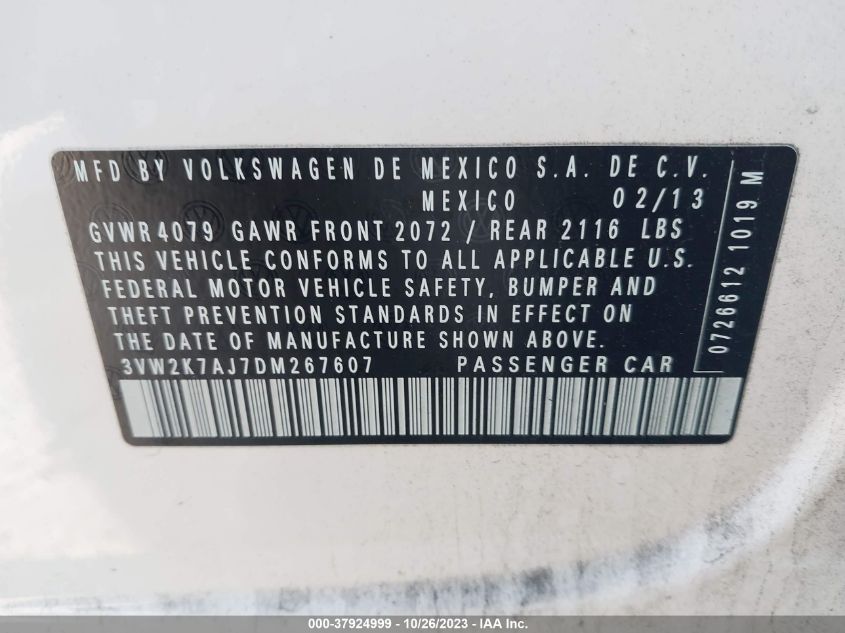 MFD BY VOLKSWAGEN DE MEXICO S.A. DE C.V.
MEXICO 02/13
GVWR 4079 GAWR FRONT 2072 / REAR 2116 LBS
THIS VEHICLE CONFORMS TO ALL APPLICABLE U.S.
FEDERAL MOTOR VEHICLE SAFETY, BUMPER AND
THEFT PREVENTION STANDARDS IN EFFECT ON
THE DATE OF MANUFACTURE SHOWN ABOVE.
3VW2K7AJ7DM267607 PASSENGER CAR
0726612 1019 M
000-37924999 - 10/26/2023 - IAA Inc.